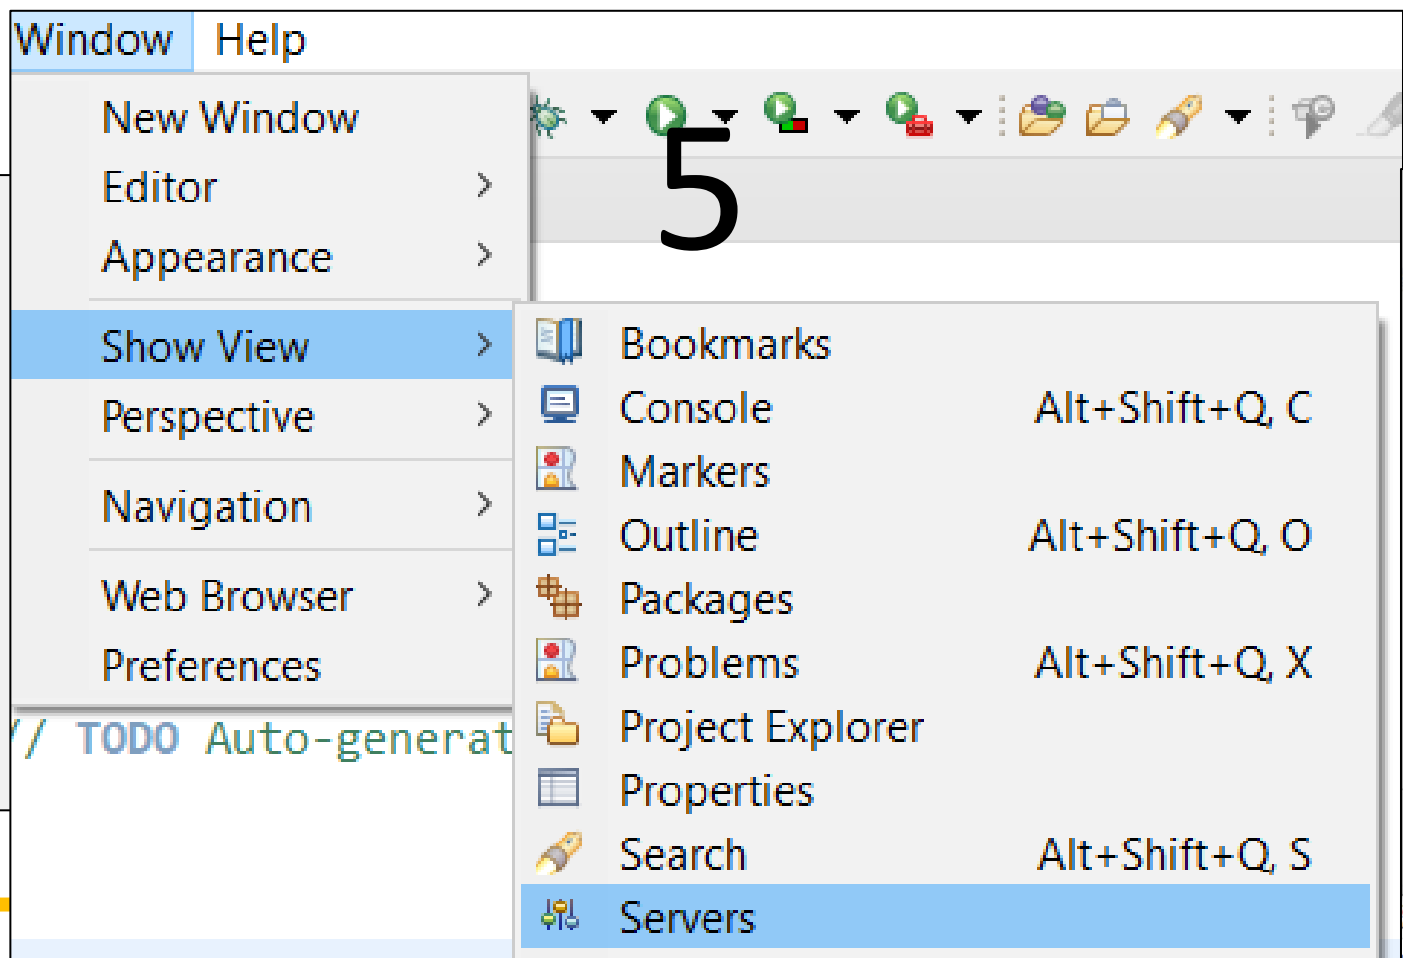 Window Help
New Window
Editor
5
Appearance
Show View
Bookmarks
Console Alt+Shift+Q, C
Perspective
Markers
Navigation
Outline Alt+Shift+Q, O
Web Browser
Packages
Preferences
Problems Alt+Shift+Q, X
// TODO Auto-generat
Project Explorer
Properties
Search Alt+Shift+Q, S
Servers